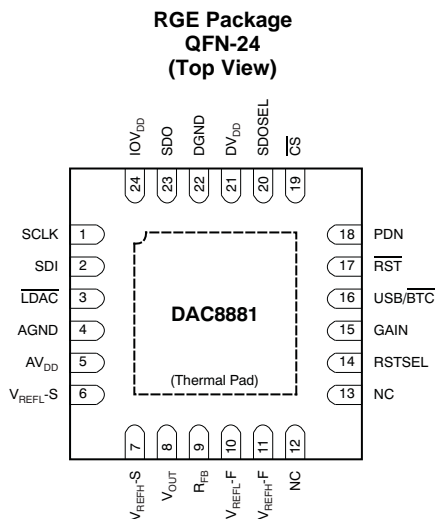 RGE Package
QFN-24
(Top View)
IOVDD
SDO
DGND
DVDD
SDOSEL
CS
24
23
22
21
20
19
SCLK 1
SDI 2
LDAC 3
AGND 4
AVDD 5
VREFL-S 6
18 PDN
17 RST
16 USB/BTC
15 GAIN
14 RSTSEL
13 NC
DAC8881
(Thermal Pad)
7
8
9
10
11
12
VREFH-S
VOUT
RFB
VREFL-F
VREFH-F
NC